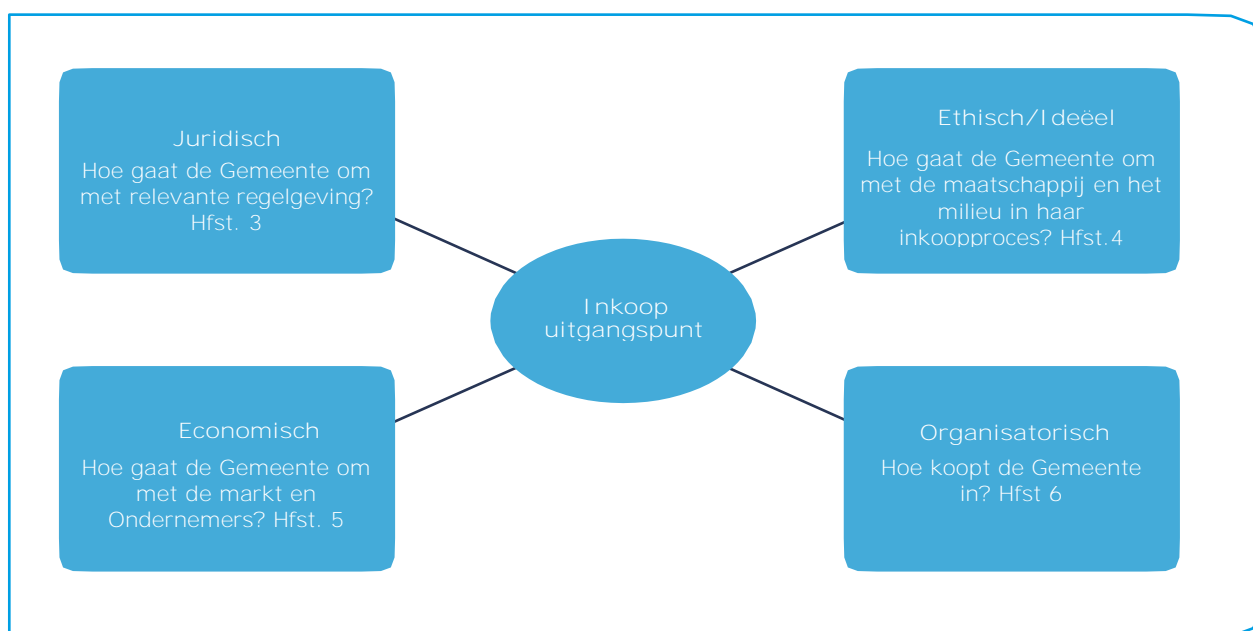 Juridisch
Hoe gaat de Gemeente om
met relevante regelgeving?
Hfst. 3
Ethisch/Ideëel
Hoe gaat de Gemeente om
met de maatschappij en het
milieu in haar
inkoopproces? Hfst.4
Inkoop
uitgangspunt
Economisch
Hoe gaat de Gemeente om
met de markt en
Ondernemers? Hfst. 5
Organisatorisch
Hoe koopt de Gemeente
in? Hfst 6